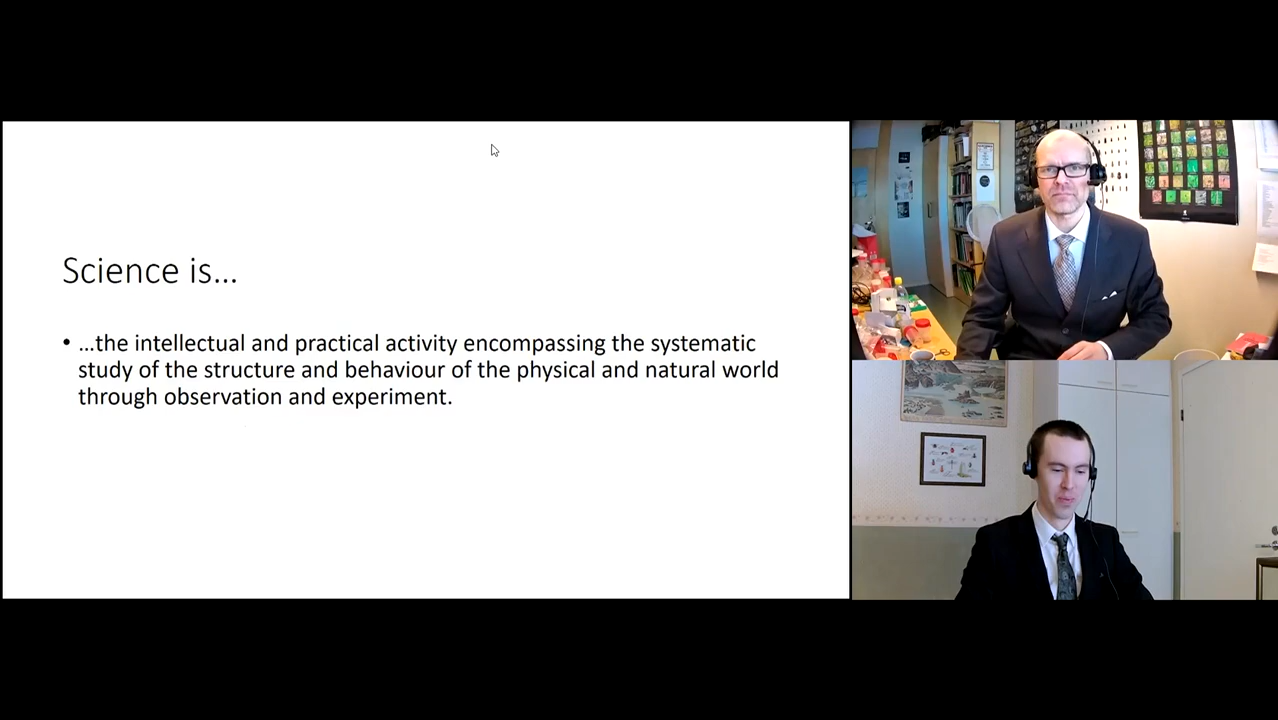 Science is...
• ...the intellectual and practical activity encompassing the systematic
study of the structure and behaviour of the physical and natural world
through observation and experiment.